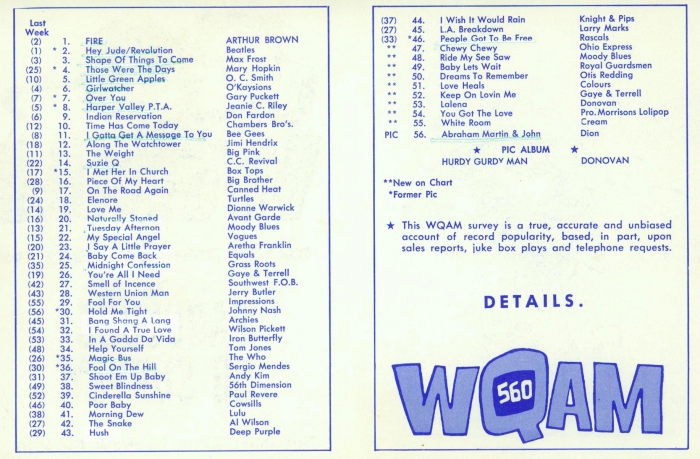 Last
Week
(2) 1. FIRE ARTHUR BROWN
(1) * 2. Hey Jude/Revolution Beatles
(3) 3. Shape Of Things To Come Max Frost
(25) * 4. Those Were The Days Mary Hopkin
(10) 5. Little Green Apples O. C. Smith
(4) 6. Girlwatcher O'Kaysions
(7) * 7. Over You Gary Puckett
(5) * 8. Harper Valley P.T.A. Jeanie C. Riley
(6) 9. Indian Reservation Don Fardon
(12) 10. Time Has Come Today Chambers Bro's.
(8) 11. I Gotta Get A Message To You Bee Gees
(18) 12. Along The Watchtower Jimi Hendrix
(11) 13. The Weight Big Pink
(22) 14. Suzie Q C.C. Revival
(17) *15. I Met Her In Church Box Tops
(28) 16. Piece Of My Heart Big Brother
(9) 17. On The Road Again Canned Heat
(24) 18. Elenore Turtles
(14) 19. Love Me Dionne Warwick
(16) 20. Naturally Stoned Avant Garde
(13) 21. Tuesday Afternon Moody Blues
(15) 22. My Special Angel Vogues
(20) 23. I Say A Little Prayer Aretha Franklin
(21) 24. Baby Come Back Equals
(35) 25. Midnight Confession Grass Roots
(19) 26. You're All I Need Gaye & Terrell
(42) 27. Smell of Incence Southwest F.O.B.
(43) 28. Western Union Man Jerry Butler
(55) 29. Fool For You Impressions
(56) *30. Hold Me Tight Johnny Nash
(45) 31. Bang Shang A Lang Archies
(54) 32. I Found A True Love Wilson Pickett
(53) 33. In A Gadda Da Vida Iron Butterfly
(48) 34. Help Yourself Tom Jones
(26) *35. Magic Bus The Who
(30) *36. Fool On The Hill Sergio Mendes
(31) 37. Shoot Em Up Baby Andy Kim
(49) 38. Sweet Blindness 56th Dimension
(52) 39. Cinderella Sunshine Paul Revere
(46) 40. Poor Baby Cowsills
(38) 41. Morning Dew Lulu
(27) 42. The Snake Al Wilson
(29) 43. Hush Deep Purple
(37) 44. I Wish It Would Rain Knight & Pips
(27) 45. L.A. Breakdown Larry Marks
(33) *46. People Got To Be Free Rascals
** 47. Chewy Chewy Ohio Express
** 48. Ride My See Saw Moody Blues
** 49. Baby Lets Wait Royal Guardsmen
** 50. Dreams To Remember Otis Redding
** 51. Love Heals Colours
** 52. Keep On Lovin Me Gaye & Terrell
** 53. Lalena Donovan
** 54. You Got The Love Pro. Morrisons Lolipop
** 55. White Room Cream
PIC 56. Abraham Martin & John Dion
★ PIC ALBUM ★
HURDY GURDY MAN DONOVAN
**New on Chart
*Former Pic
★ This WQAM survey is a true, accurate and unbiased
account of record popularity, based, in part, upon
sales reports, juke box plays and telephone requests.
DETAILS.
WQAM
560